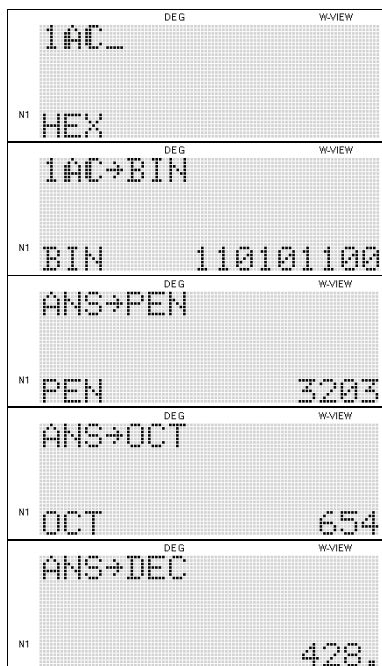 DEG W-VIEW
1AC_
N1 HEX
DEG W-VIEW
1AC→BIN
N1 BIN 110101100
DEG W-VIEW
ANS→PEN
N1 PEN 3203
DEG W-VIEW
ANS→OCT
N1 OCT 654
DEG W-VIEW
ANS→DEC
N1 428.